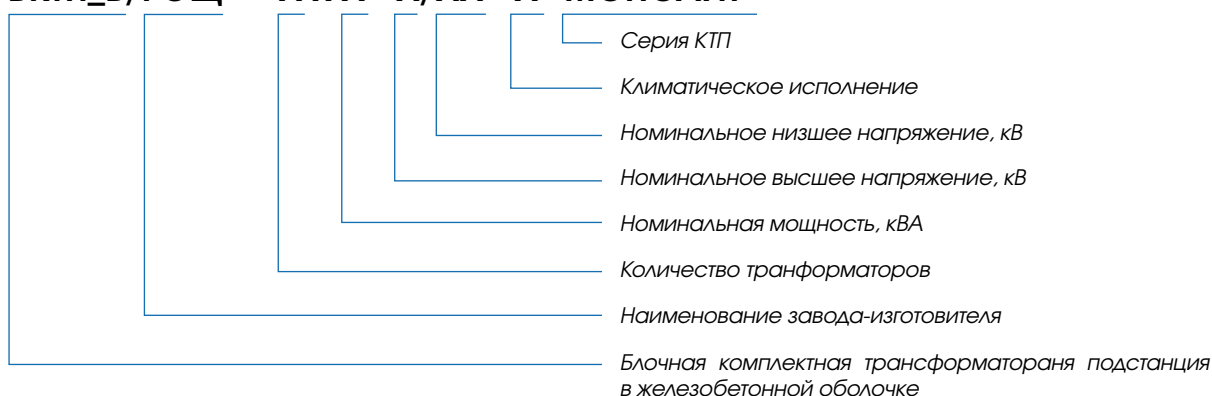 Серия КТП
Климатическое исполнение
Номинальное низшее напряжение, кВ
Номинальное высшее напряжение, кВ
Номинальная мощность, кВА
Количество транформаторов
Наименование завода-изготовителя
Блочная комплектная трансформатораня подстанция
в железобетонной оболочке